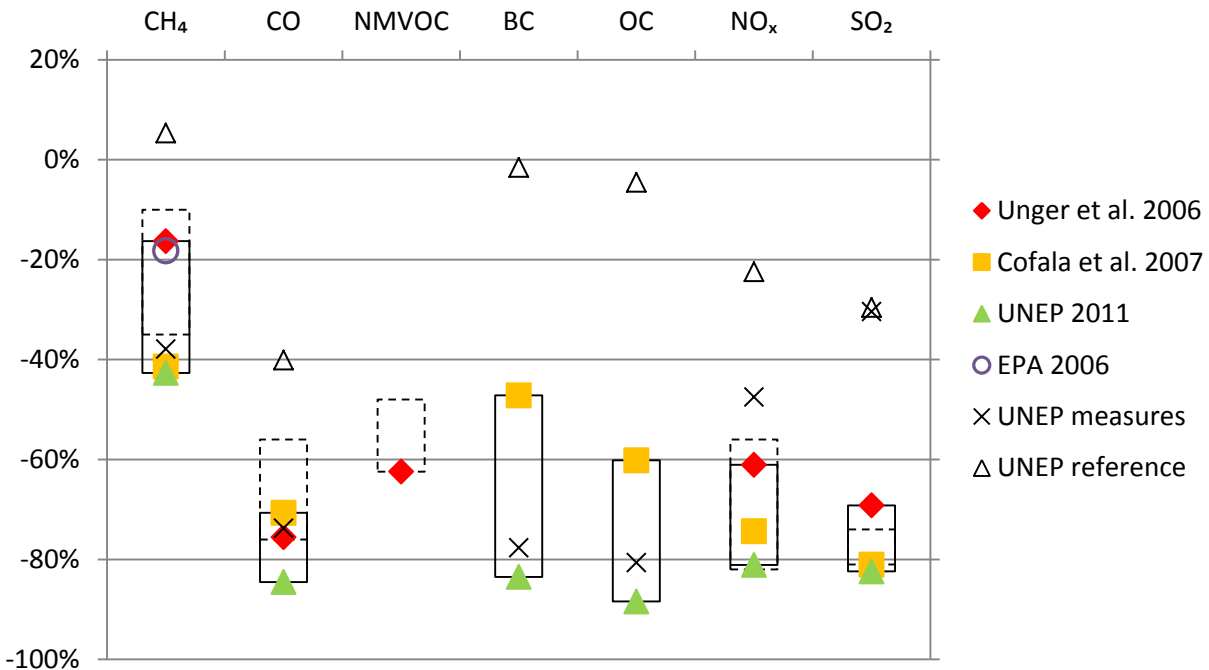 CH₄ CO NMVOC BC OC NOₓ SO₂
20%
0%
-20%
-40%
-60%
-80%
-100%
Unger et al. 2006
Cofala et al. 2007
UNEP 2011
EPA 2006
UNEP measures
UNEP reference